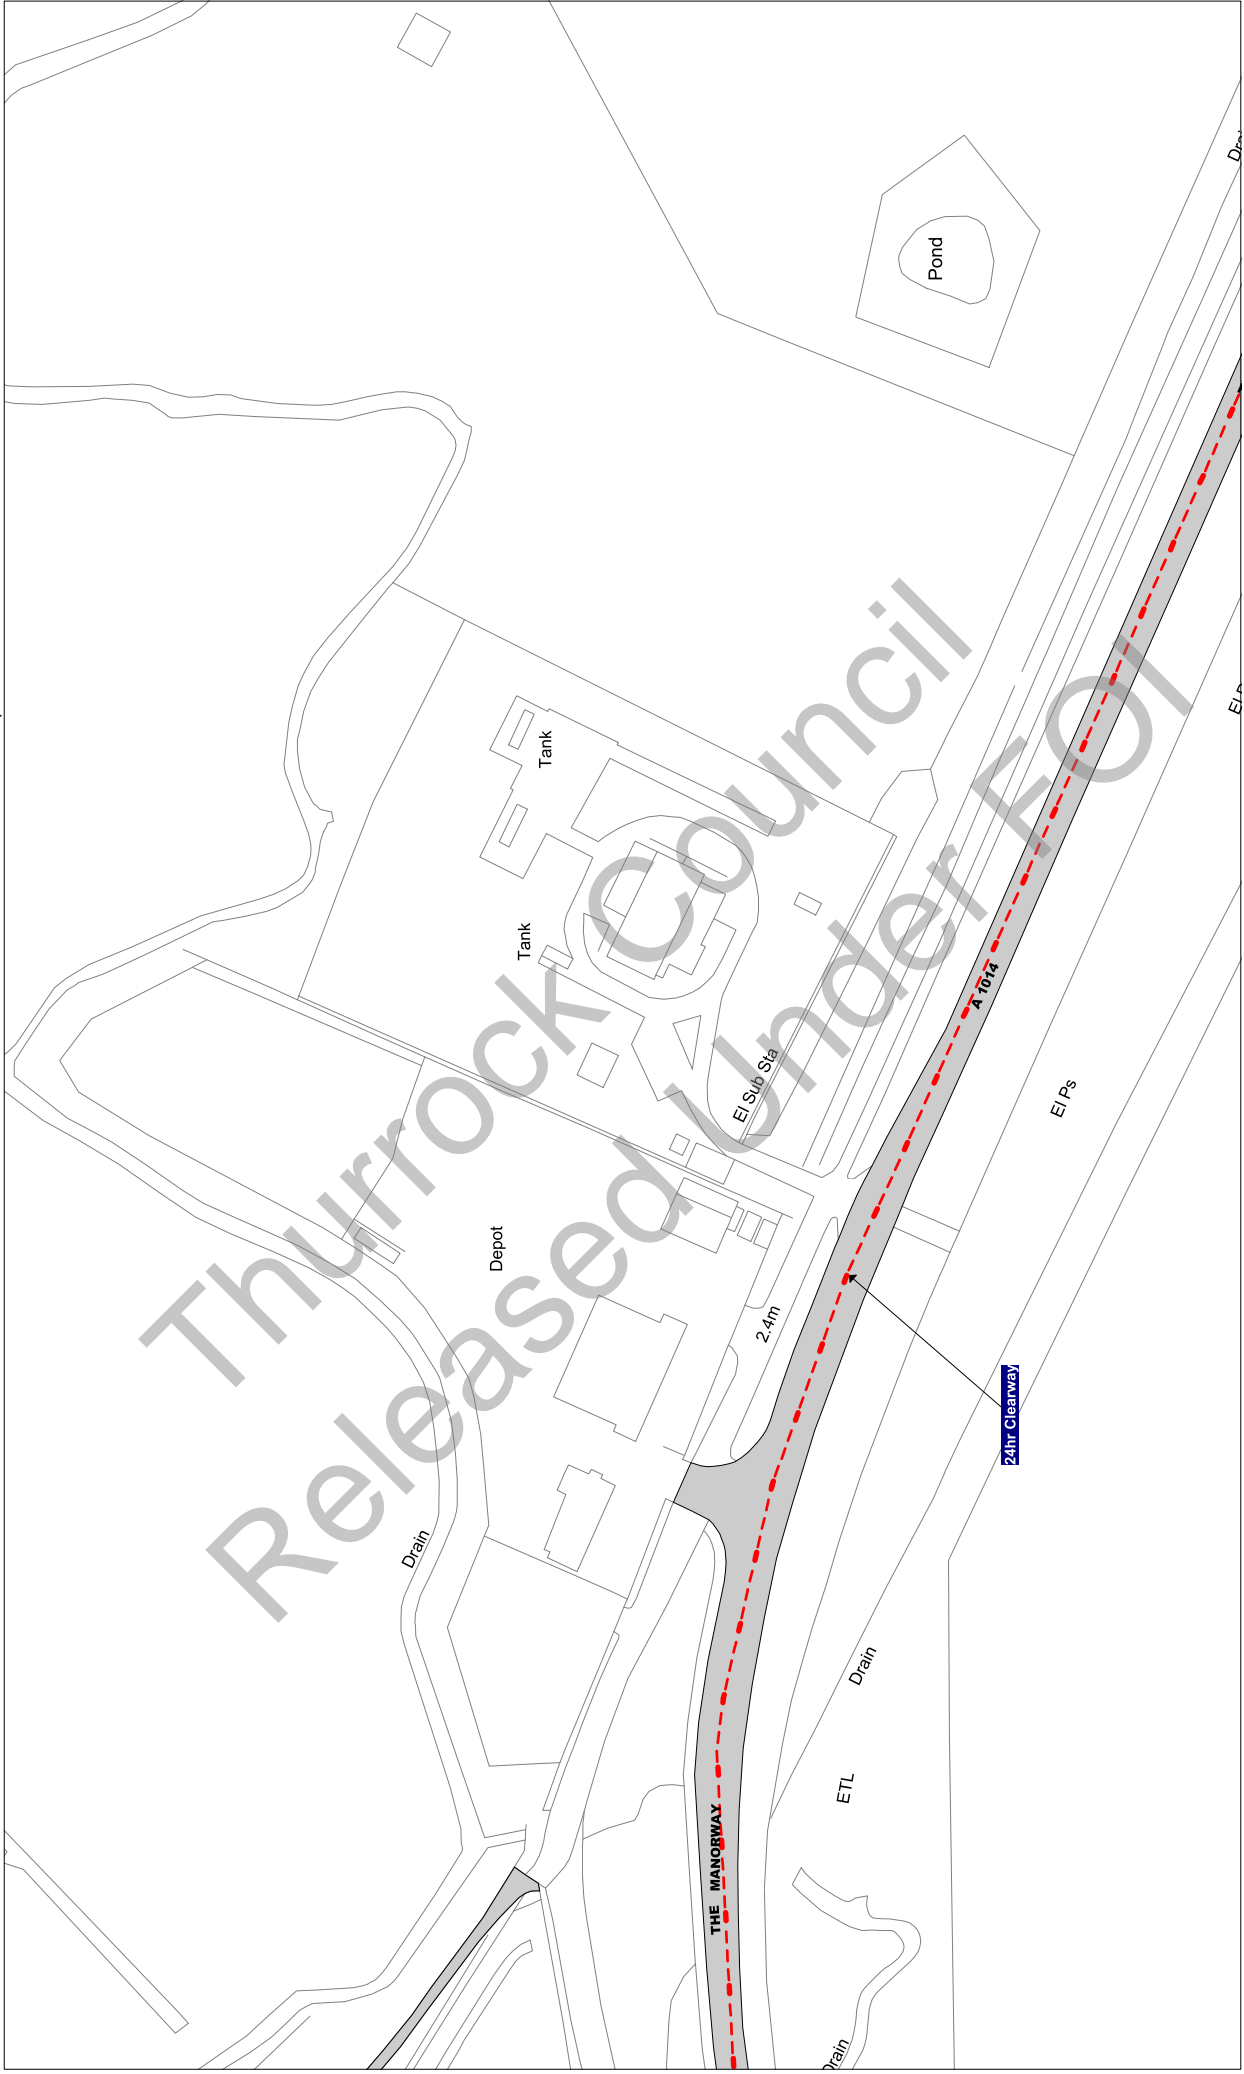 Drain
Pond
Tank
Tank
El Sub Sta
A 1014
El Ps
Depot
2.4m
24hr Clearway
Drain
Drain
ETL
THE MANORWAY
Thurrock Council
Released Under FOI